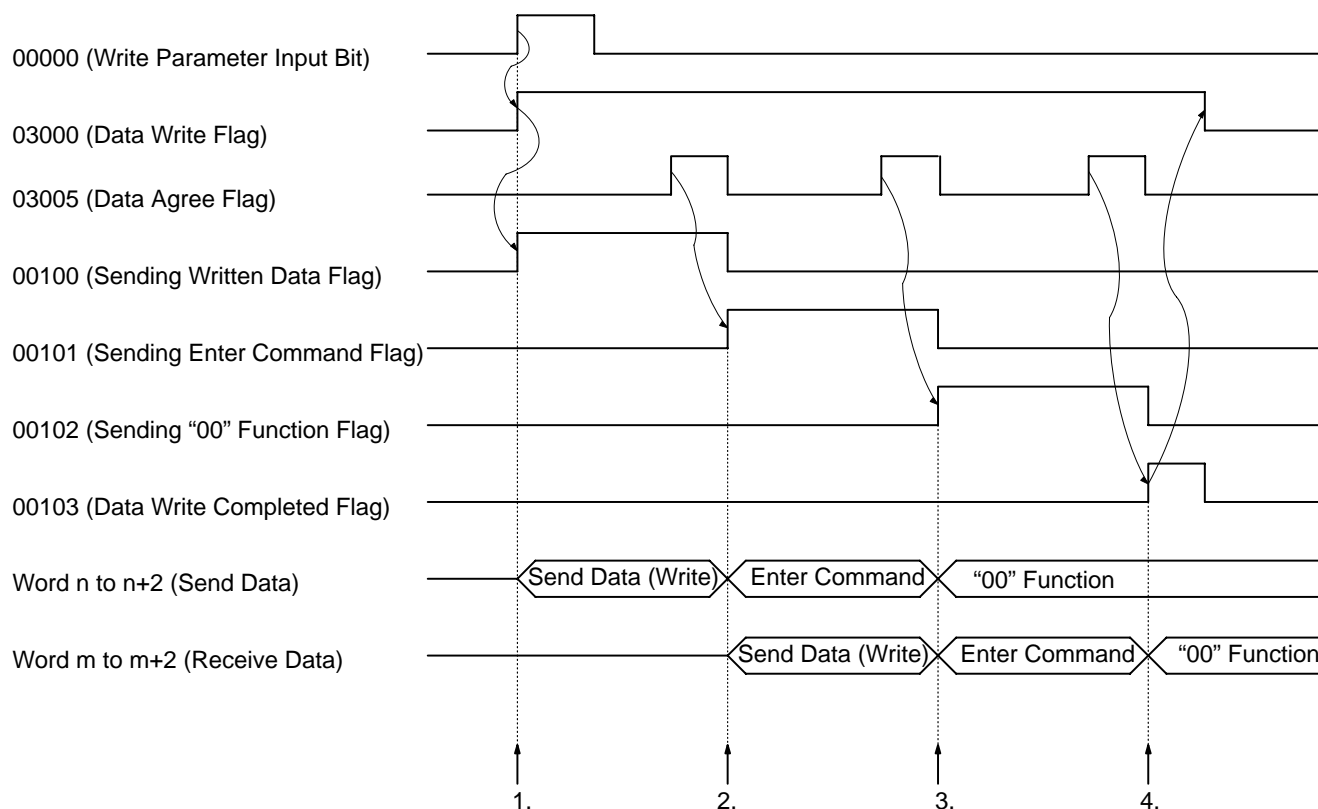 00000 (Write Parameter Input Bit)
03000 (Data Write Flag)
03005 (Data Agree Flag)
00100 (Sending Written Data Flag)
00101 (Sending Enter Command Flag)
00102 (Sending “00” Function Flag)
00103 (Data Write Completed Flag)
Word n to n+2 (Send Data)
Send Data (Write)
Enter Command
“00” Function
Word m to m+2 (Receive Data)
Send Data (Write)
Enter Command
“00” Function
1.
2.
3.
4.